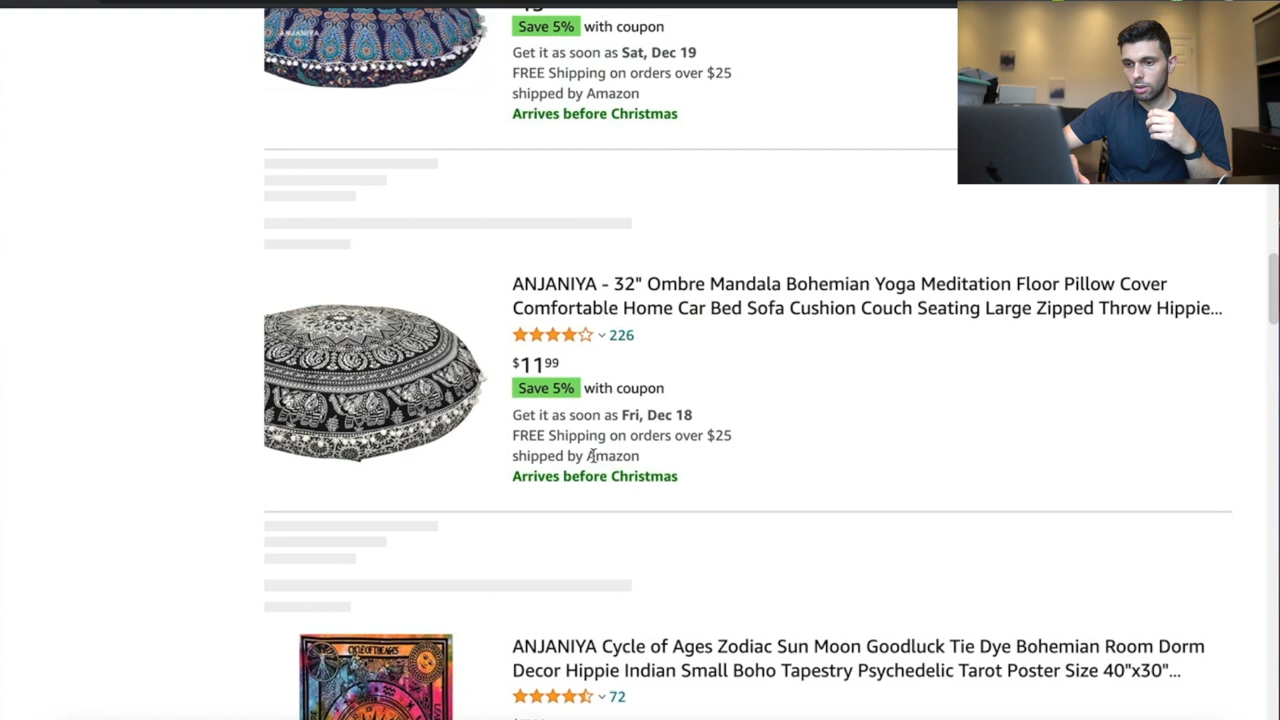 ANJANIYA
Save 5% with coupon
Get it as soon as Sat, Dec 19
FREE Shipping on orders over $25
shipped by Amazon
Arrives before Christmas
ANJANIYA - 32" Ombre Mandala Bohemian Yoga Meditation Floor Pillow Cover
Comfortable Home Car Bed Sofa Cushion Couch Seating Large Zipped Throw Hippie...
226
$11 99
Save 5% with coupon
Get it as soon as Fri, Dec 18
FREE Shipping on orders over $25
shipped by Amazon
Arrives before Christmas
CYCLE OF THE AGES
ANJANIYA Cycle of Ages Zodiac Sun Moon Goodluck Tie Dye Bohemian Room Dorm
Decor Hippie Indian Small Boho Tapestry Psychedelic Tarot Poster Size 40"x30"...
72